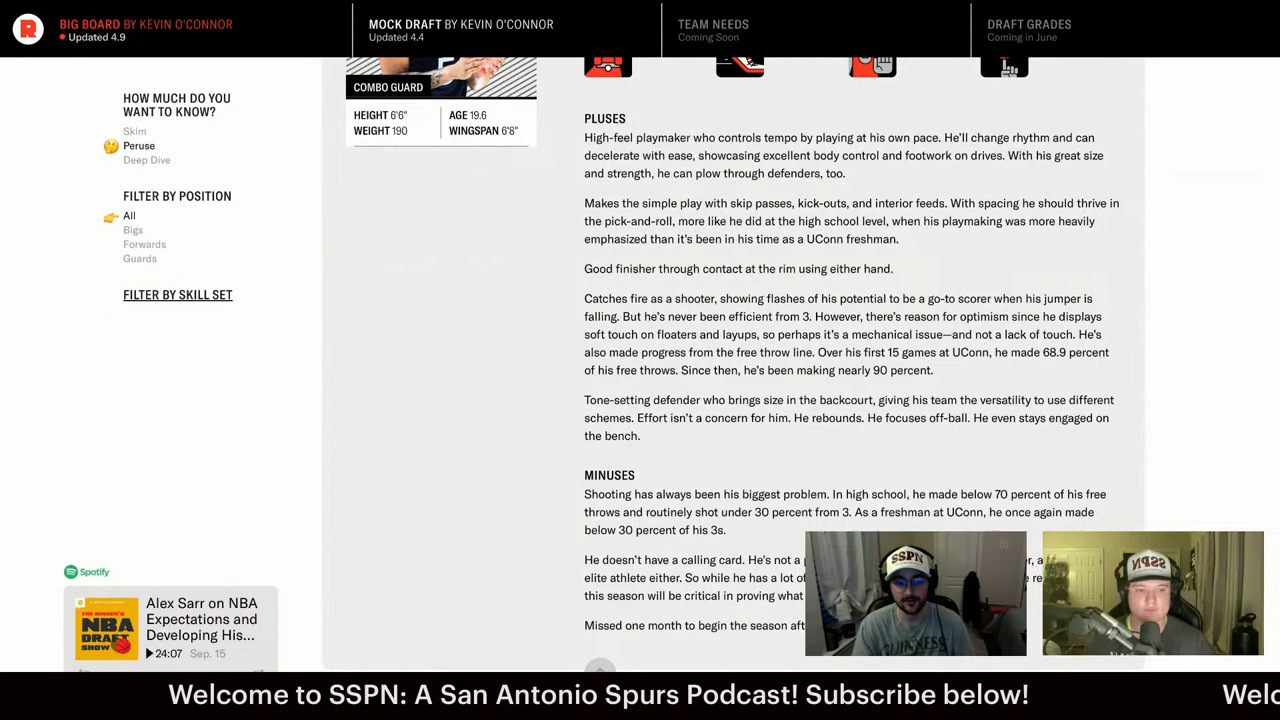 R
BIG BOARD BY KEVIN O'CONNOR
Updated 4.9
MOCK DRAFT BY KEVIN O'CONNOR
Updated 4.4
TEAM NEEDS
Coming Soon
DRAFT GRADES
Coming in June
HOW MUCH DO YOU
WANT TO KNOW?
Skim
Peruse
Deep Dive
FILTER BY POSITION
All
Bigs
Forwards
Guards
FILTER BY SKILL SET
COMBO GUARD
HEIGHT 6'6"
WEIGHT 190
AGE 19.6
WINGSPAN 6'8"
PLUSES
High-feel playmaker who controls tempo by playing at his own pace. He'll change rhythm and can
decelerate with ease, showcasing excellent body control and footwork on drives. With his great size
and strength, he can plow through defenders, too.
Makes the simple play with skip passes, kick-outs, and interior feeds. With spacing he should thrive in
the pick-and-roll, more like he did at the high school level, when his playmaking was more heavily
emphasized than it's been in his time as a UConn freshman.
Good finisher through contact at the rim using either hand.
Catches fire as a shooter, showing flashes of his potential to be a go-to scorer when his jumper is
falling. But he's never been efficient from 3. However, there's reason for optimism since he displays
soft touch on floaters and layups, so perhaps it's a mechanical issue—and not a lack of touch. He's
also made progress from the free throw line. Over his first 15 games at UConn, he made 68.9 percent
of his free throws. Since then, he's been making nearly 90 percent.
Tone-setting defender who brings size in the backcourt, giving his team the versatility to use different
schemes. Effort isn't a concern for him. He rebounds. He focuses off-ball. He even stays engaged on
the bench.
MINUSES
Shooting has always been his biggest problem. In high school, he made below 70 percent of his free
throws and routinely shot under 30 percent from 3. As a freshman at UConn, he once again made
below 30 percent of his 3s.
He doesn't have a calling card. He's not a
elite athlete either. So while he has a lot of
this season will be critical in proving what
Missed one month to begin the season
Spotify
THE RINGER'S
NBA
DRAFT
SHOW
Alex Sarr on NBA
Expectations and
Developing His...
24:07 Sep. 15
SSPN
GUINNESS
SSPN
Welcome to SSPN: A San Antonio Spurs Podcast! Subscribe below!
Welc